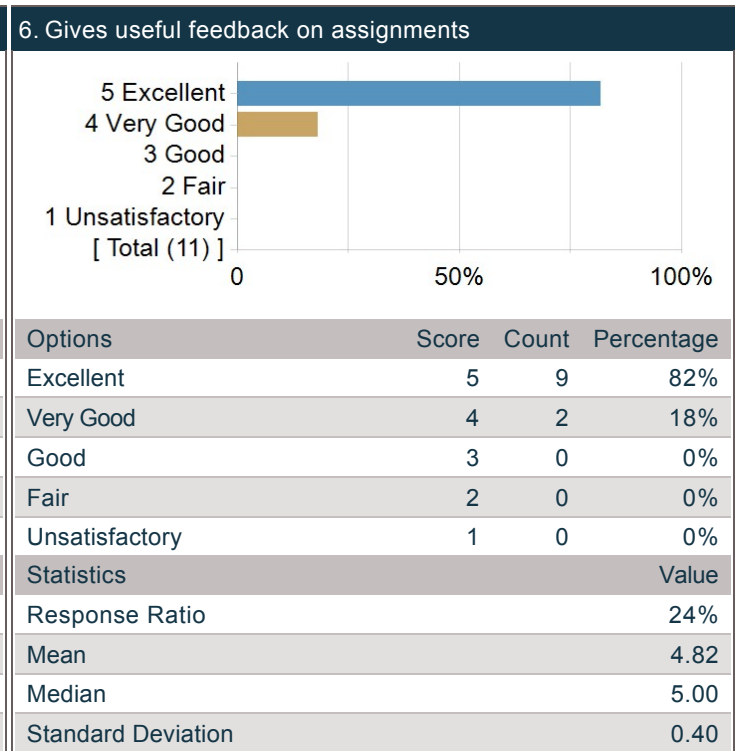 6. Gives useful feedback on assignments
5 Excellent
4 Very Good
3 Good
2 Fair
1 Unsatisfactory
[ Total (11) ]
0 50% 100%
Options Score Count Percentage
Excellent 5 9 82%
Very Good 4 2 18%
Good 3 0 0%
Fair 2 0 0%
Unsatisfactory 1 0 0%
Statistics Value
Response Ratio 24%
Mean 4.82
Median 5.00
Standard Deviation 0.40